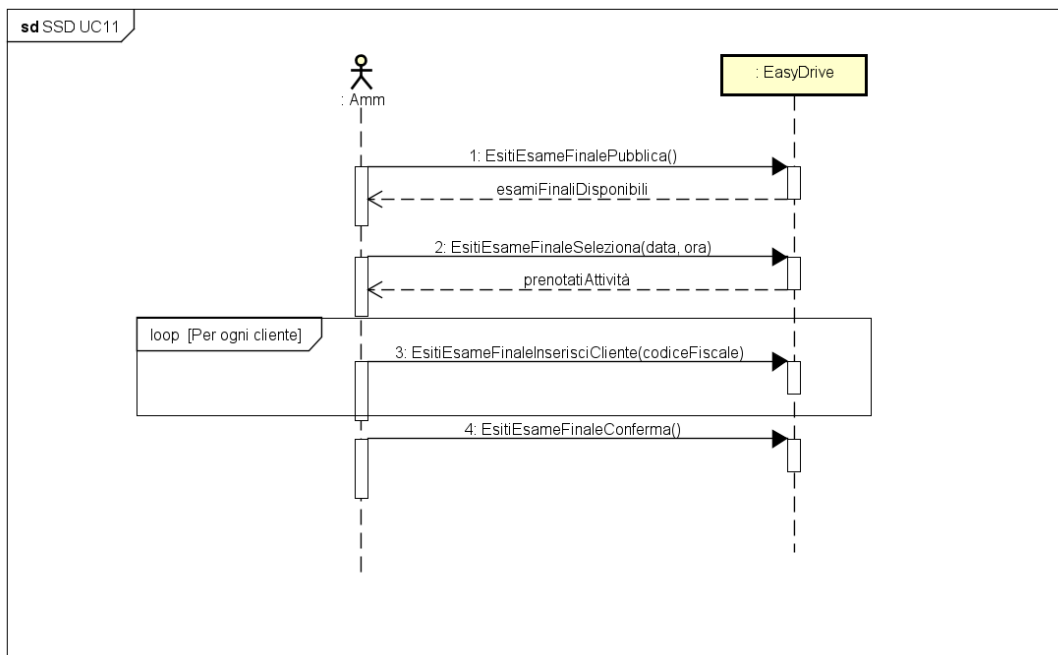 sd SSD UC11
: Amm
: EasyDrive
1: EsitiEsameFinalePubblica()
esamiFinaliDisponibili
2: EsitiEsameFinaleSeleziona(data, ora)
prenotatiAttività
loop [Per ogni cliente]
3: EsitiEsameFinaleInserisciCliente(codiceFiscale)
4: EsitiEsameFinaleConferma()